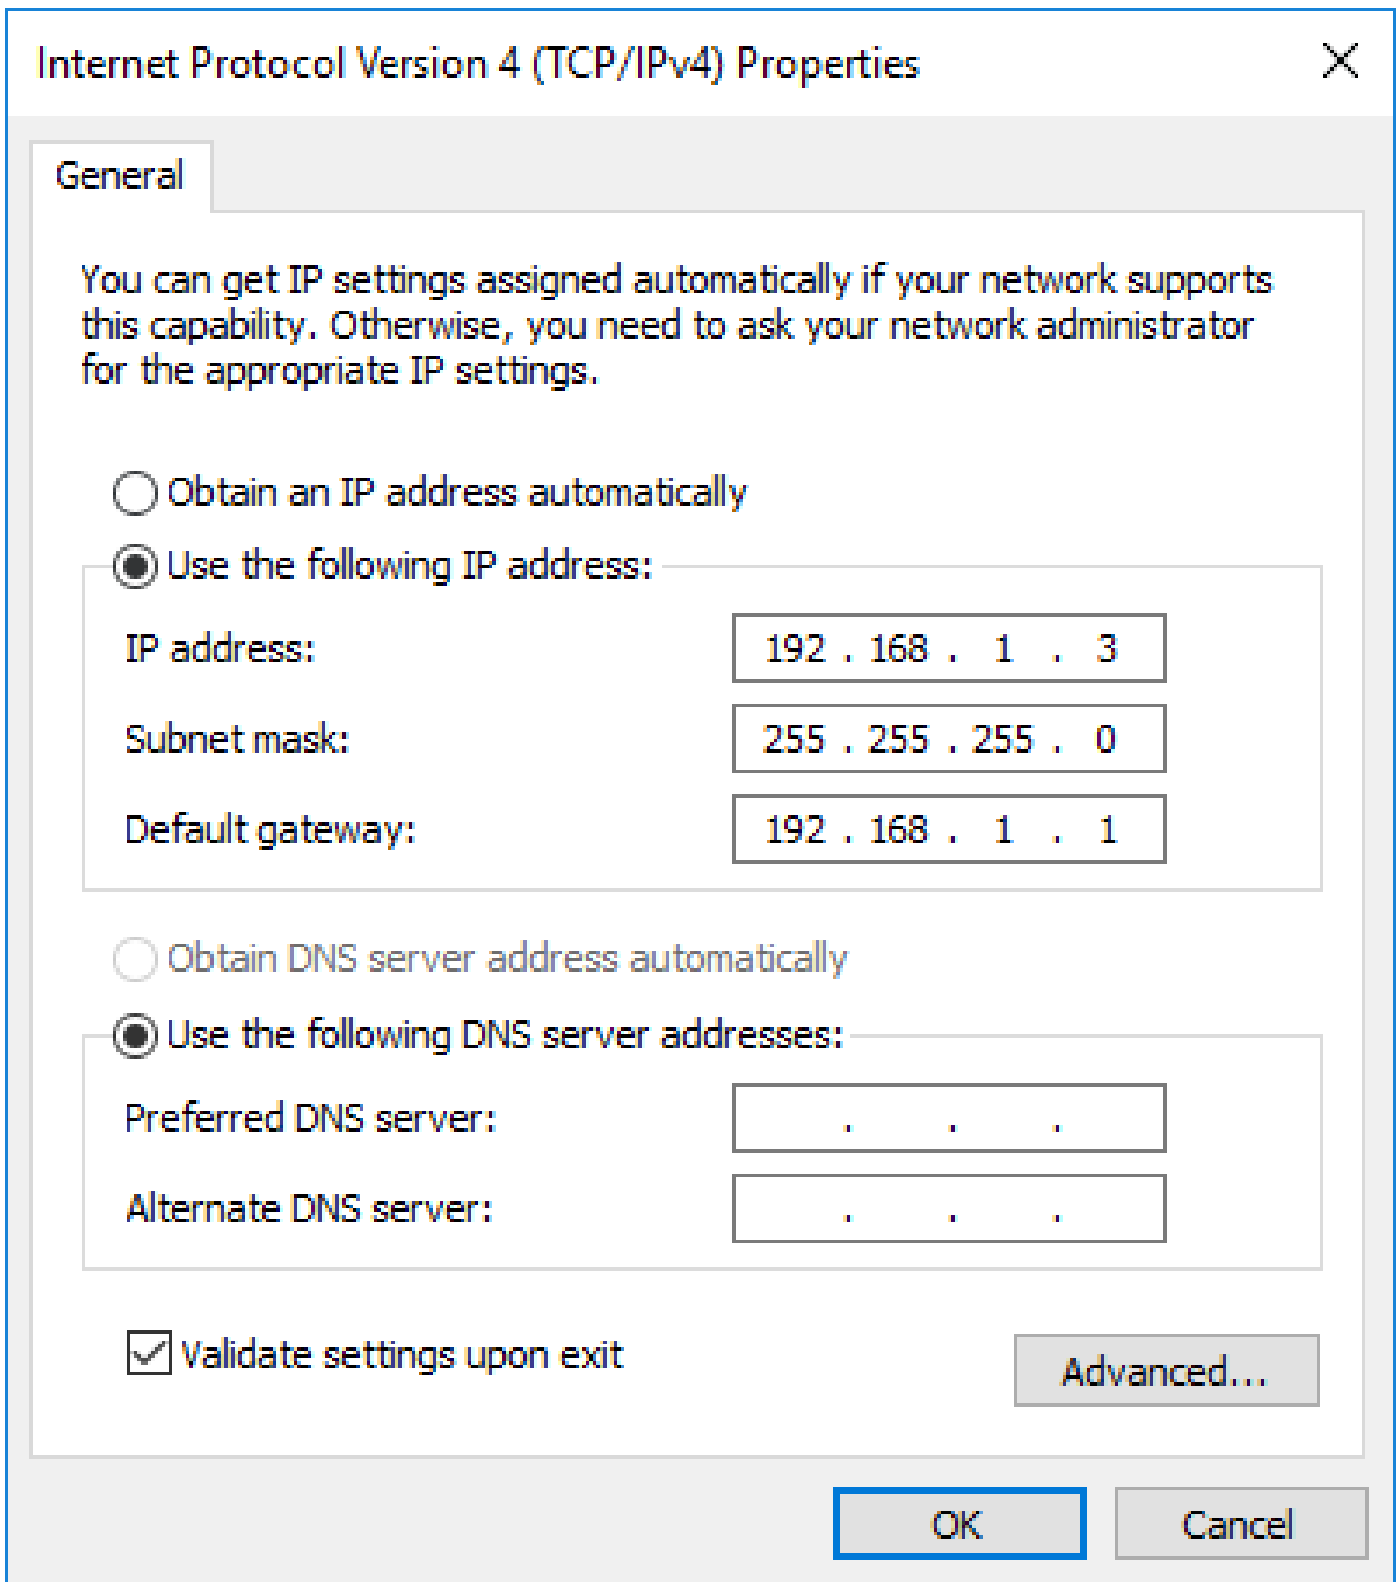 Internet Protocol Version 4 (TCP/IPv4) Properties
General
You can get IP settings assigned automatically if your network supports
this capability. Otherwise, you need to ask your network administrator
for the appropriate IP settings.
Obtain an IP address automatically
Use the following IP address:
IP address: 192 . 168 . 1 . 3
Subnet mask: 255 . 255 . 255 . 0
Default gateway: 192 . 168 . 1 . 1
Obtain DNS server address automatically
Use the following DNS server addresses:
Preferred DNS server: . . .
Alternate DNS server: . . .
Validate settings upon exit
Advanced...
OK Cancel